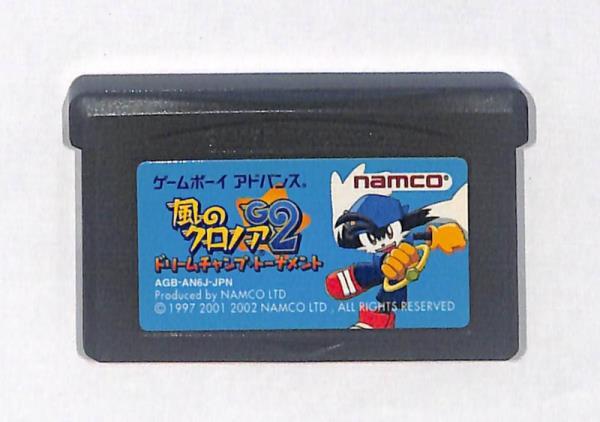 ゲームボーイ アドバンス®
namco®
風の
クロノア G2
ドリームチャンプ・トーナメント
AGB-AN6J-JPN
Produced by NAMCO LTD
© 1997 2001 2002 NAMCO LTD , ALL RIGHTS RESERVED